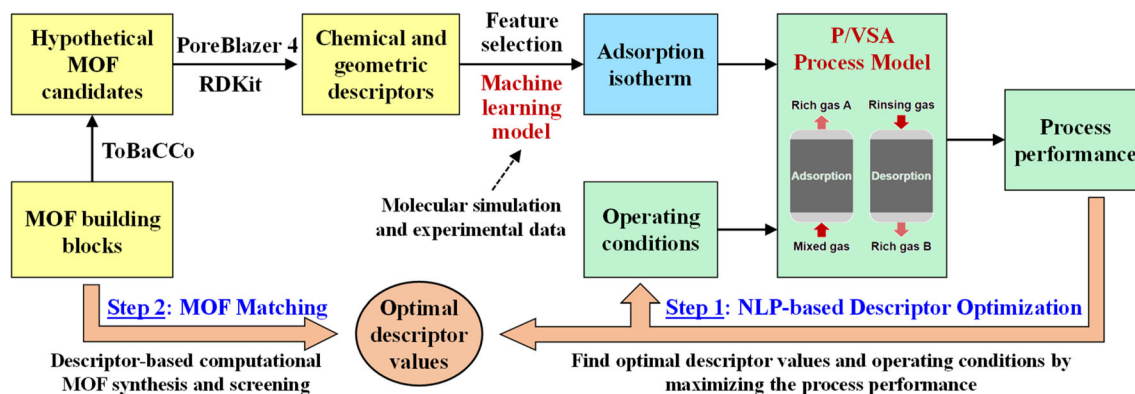 Hypothetical
MOF
candidates
PoreBlazer 4
RDKit
Chemical and
geometric
descriptors
Feature
selection
Machine
learning
model
Adsorption
isotherm
P/VSA
Process Model
Rich gas A
Rinsing gas
Adsorption
Desorption
Mixed gas
Rich gas B
Process
performance
ToBaCCo
MOF building
blocks
Molecular simulation
and experimental data
Operating
conditions
Step 2: MOF Matching
Optimal
descriptor
values
Step 1: NLP-based Descriptor Optimization
Descriptor-based computational
MOF synthesis and screening
Find optimal descriptor values and operating conditions by
maximizing the process performance